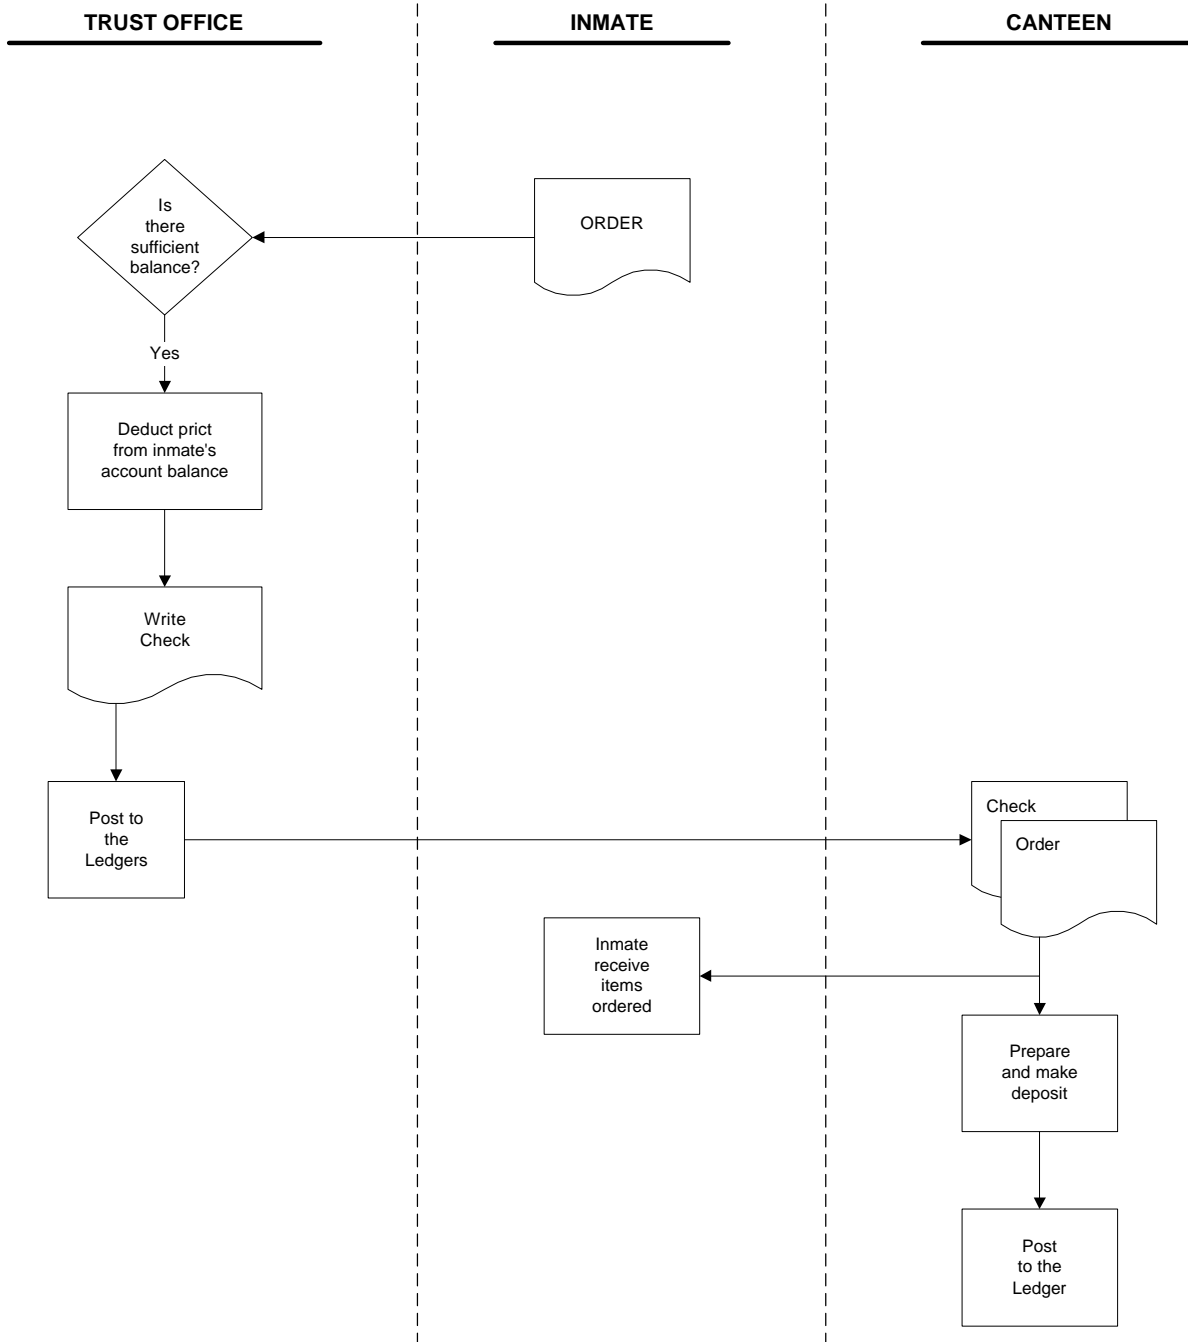 TRUST OFFICE
INMATE
CANTEEN
Is
there
sufficient
balance?
ORDER
Yes
Deduct prict
from inmate's
account balance
Write
Check
Post to
the
Ledgers
Check
Order
Inmate
receive
items
ordered
Prepare
and make
deposit
Post
to the
Ledger